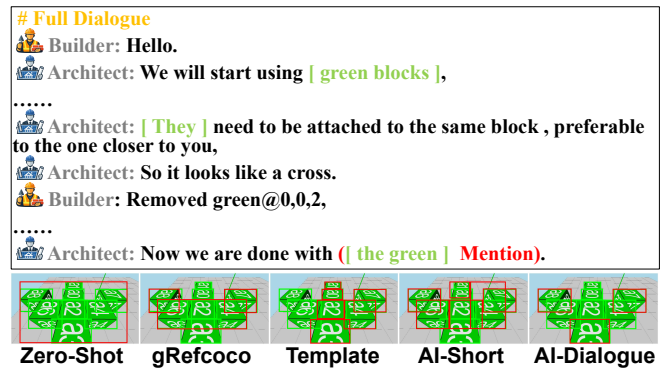 # Full Dialogue
Builder: Hello.
Architect: We will start using [ green blocks ],
......
Architect: [ They ] need to be attached to the same block , preferable
to the one closer to you,
Architect: So it looks like a cross.
Builder: Removed green@0,0,2,
......
Architect: Now we are done with ([ the green ] Mention).
Zero-Shot gRefcoco Template AI-Short AI-Dialogue